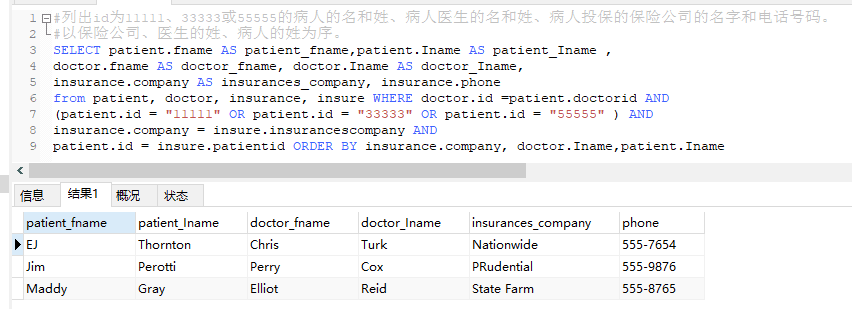 1 #列出id为11111、33333或55555的病人的名和姓、病人医生的名和姓、病人投保的保险公司的名字和电话号码。
2 #以保险公司、医生的姓、病人的姓为序。
3 SELECT patient.fname AS patient_fname,patient.Iname AS patient_Iname ,
4 doctor.fname AS doctor_fname, doctor.Iname AS doctor_Iname,
5 insurance.company AS insurances_company, insurance.phone
6 from patient, doctor, insurance, insure WHERE doctor.id =patient.doctorid AND
7 (patient.id = "11111" OR patient.id = "33333" OR patient.id = "55555" ) AND
8 insurance.company = insure.insurancescompany AND
9 patient.id = insure.patientid ORDER BY insurance.company, doctor.Iname,patient.Iname
信息 结果1 概况 状态
patient_fname patient_Iname doctor_fname doctor_Iname insurances_company phone
EJ Thornton Chris Turk Nationwide 555-7654
Jim Perotti Perry Cox PRudential 555-9876
Maddy Gray Elliot Reid State Farm 555-8765